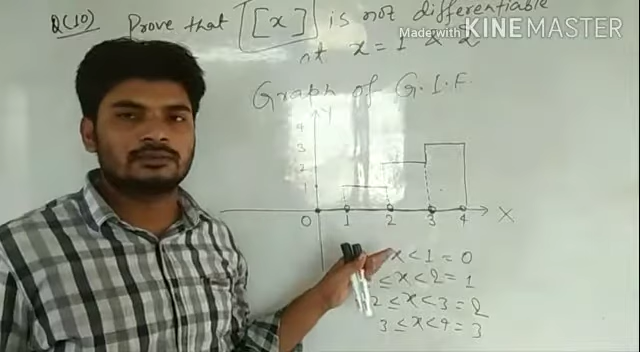 Q(10) Prove that [x] is not differentiable
at x = 1 & 2
Made with KINEMASTER
Graph of G.I.F.
Y
4
3
2
1
0 1 2 3 4 X
x < 1 = 0
≤ x < 2 = 1
2 ≤ x < 3 = 2
3 ≤ x < 4 = 3